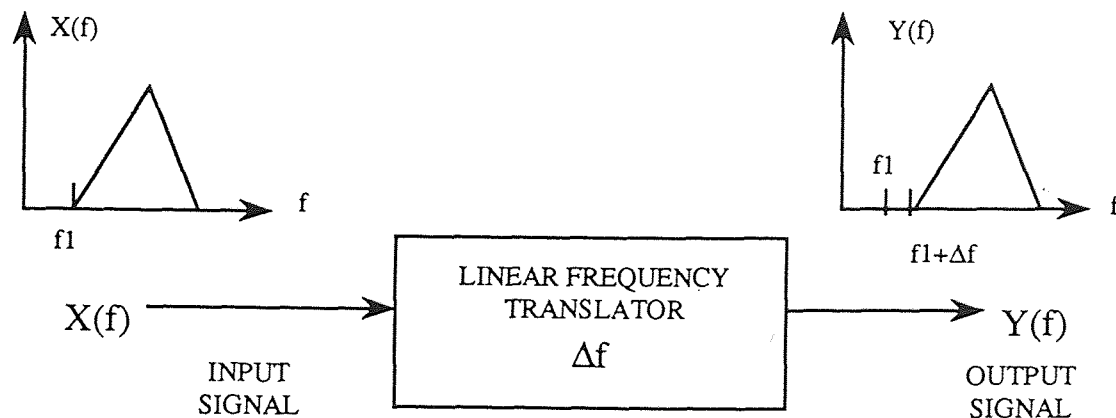 X(f)
Y(f)
f1
f
f
f1
f1+Δf
LINEAR FREQUENCY
TRANSLATOR
Δf
X(f)
Y(f)
INPUT
SIGNAL
OUTPUT
SIGNAL